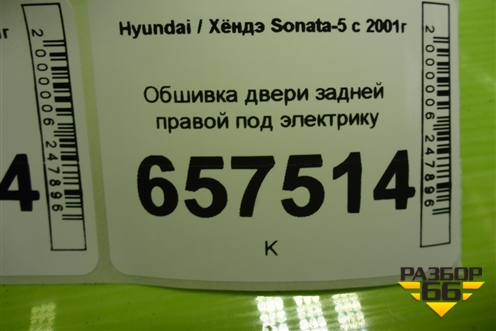 г
4
2000006247896
Hyundai / Хёндэ Sonata-5 с 2001г
Обшивка двери задней
правой под электрику
657514
К
2000006247896
РАЗБОР
66